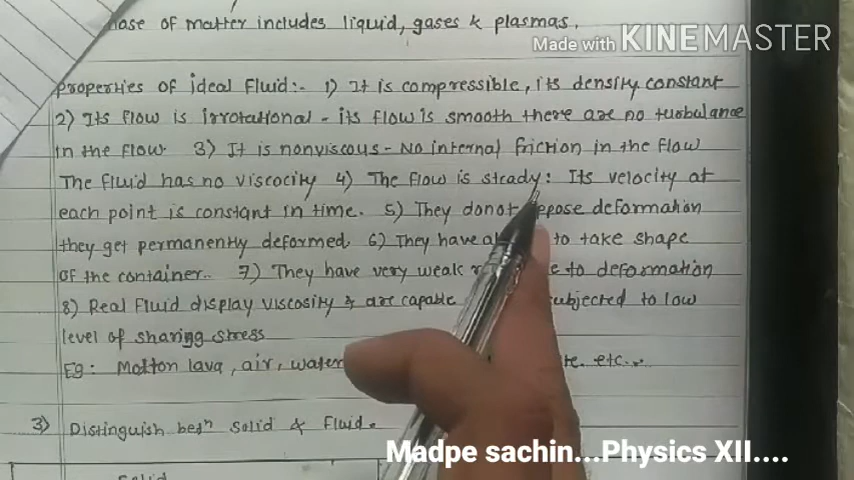 hase of matter includes liquid, gases & plasmas.
Made with KINEMASTER
properties of ideal Fluid:- 1) It is compressible, its density constant
2) Its flow is irrotational - its flow is smooth there are no turbulance
in the flow. 3) It is nonviscous - No internal friction in the flow
The fluid has no viscocity 4) The flow is steady: Its velocity at
each point is constant in time. 5) They donot epose deformation
they get permanently deformed 6) They have to take shape
of the container.. 7) They have very weak to deformation
8) Real Fluid display viscosity & are capable subjected to low
level of sharing stress
Eg: Motton lava, air, water etc..
3) Distinguish betn solid & Fluid.
Madpe sachin...Physics XII....
Solid